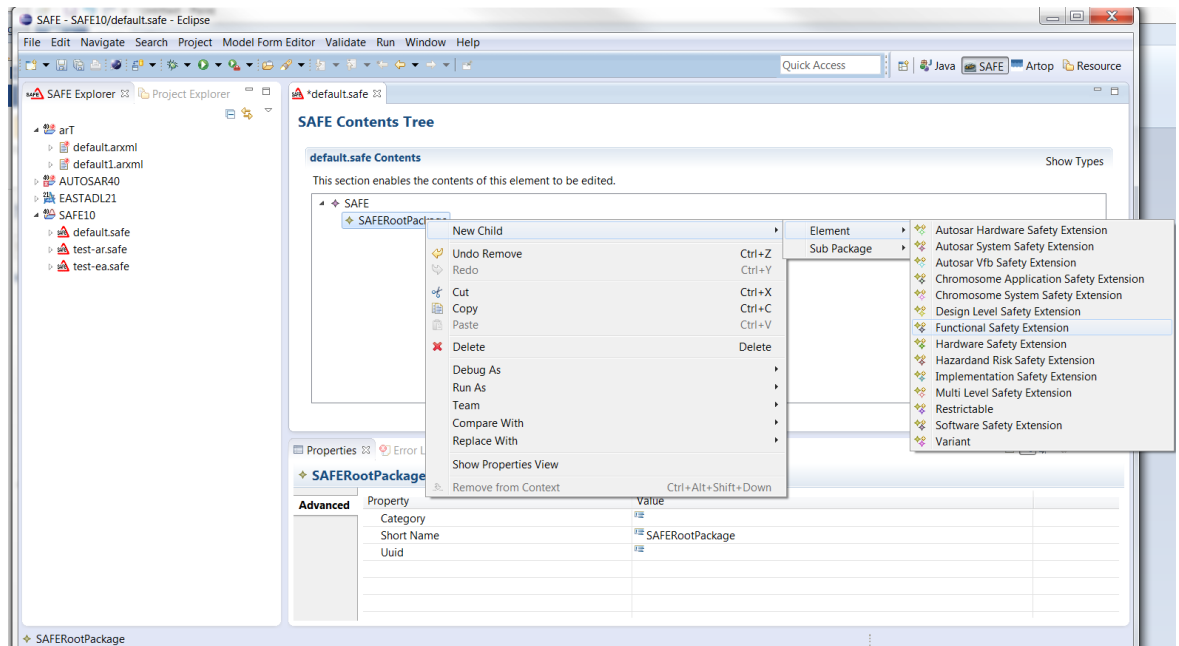 SAFE - SAFE10/default.safe - Eclipse
File Edit Navigate Search Project Model Form Editor Validate Run Window Help
Quick Access
Java
SAFE
Artop
Resource
SAFE Explorer
Project Explorer
arT
default.arxml
default1.arxml
AUTOSAR40
EASTADL21
SAFE10
default.safe
test-ar.safe
test-ea.safe
*default.safe
SAFE Contents Tree
default.safe Contents
Show Types
This section enables the contents of this element to be edited.
SAFE
SAFERootPackage
New Child
Undo Remove Ctrl+Z
Redo Ctrl+Y
Cut Ctrl+X
Copy Ctrl+C
Paste Ctrl+V
Delete Delete
Debug As
Run As
Team
Compare With
Replace With
Show Properties View
Remove from Context Ctrl+Alt+Shift+Down
Element
Sub Package
Autosar Hardware Safety Extension
Autosar System Safety Extension
Autosar Vfb Safety Extension
Chromosome Application Safety Extension
Chromosome System Safety Extension
Design Level Safety Extension
Functional Safety Extension
Hardware Safety Extension
Hazardand Risk Safety Extension
Implementation Safety Extension
Multi Level Safety Extension
Restrictable
Software Safety Extension
Variant
Properties
Error L
SAFERootPackage
Advanced
Property Value
Category
Short Name SAFERootPackage
Uuid
SAFERootPackage